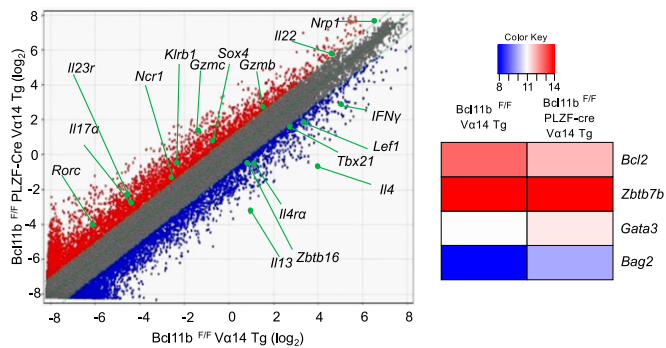 8
6
4
2
0
-2
-4
-6
-8
Bcl11b F/F PLZF-Cre Vα14 Tg (log2)
Nrp1
Il22
Sox4
Klrb1
Gzmc
Gzmb
Il23r
Ncr1
Il17a
Rorc
IFNγ
Lef1
Tbx21
Il4
Il4rα
Zbtb16
Il13
-8
-6
-4
-2
0
2
4
6
8
Bcl11b F/F Vα14 Tg (log2)
Color Key
8
11
14
Bcl11b F/F
Vα14 Tg
Bcl11b F/F
PLZF-cre
Vα14 Tg
Bcl2
Zbtb7b
Gata3
Bag2